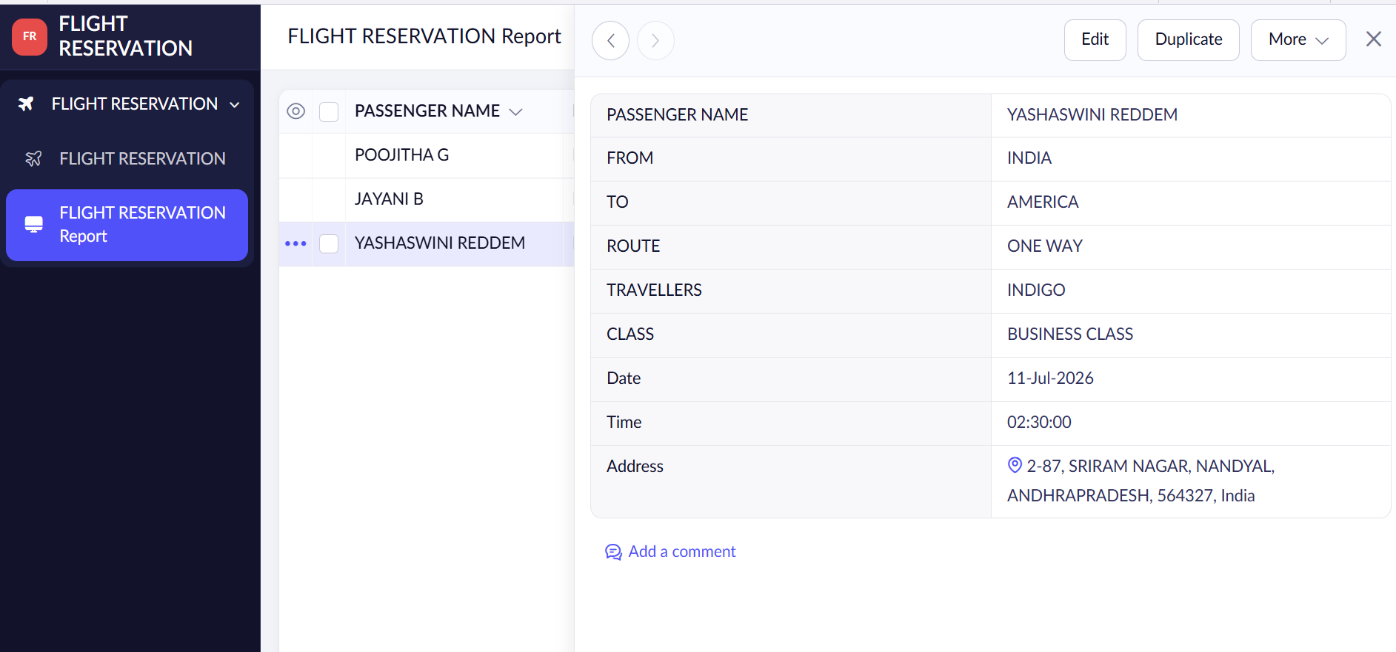 FR
FLIGHT
RESERVATION
FLIGHT RESERVATION
FLIGHT RESERVATION
FLIGHT RESERVATION
Report
FLIGHT RESERVATION Report
PASSENGER NAME
POOJITHA G
JAYANI B
YASHASWINI REDDEM
Edit
Duplicate
More
PASSENGER NAME YASHASWINI REDDEM
FROM INDIA
TO AMERICA
ROUTE ONE WAY
TRAVELLERS INDIGO
CLASS BUSINESS CLASS
Date 11-Jul-2026
Time 02:30:00
Address 2-87, SRIRAM NAGAR, NANDYAL,
ANDHRAPRADESH, 564327, India
Add a comment